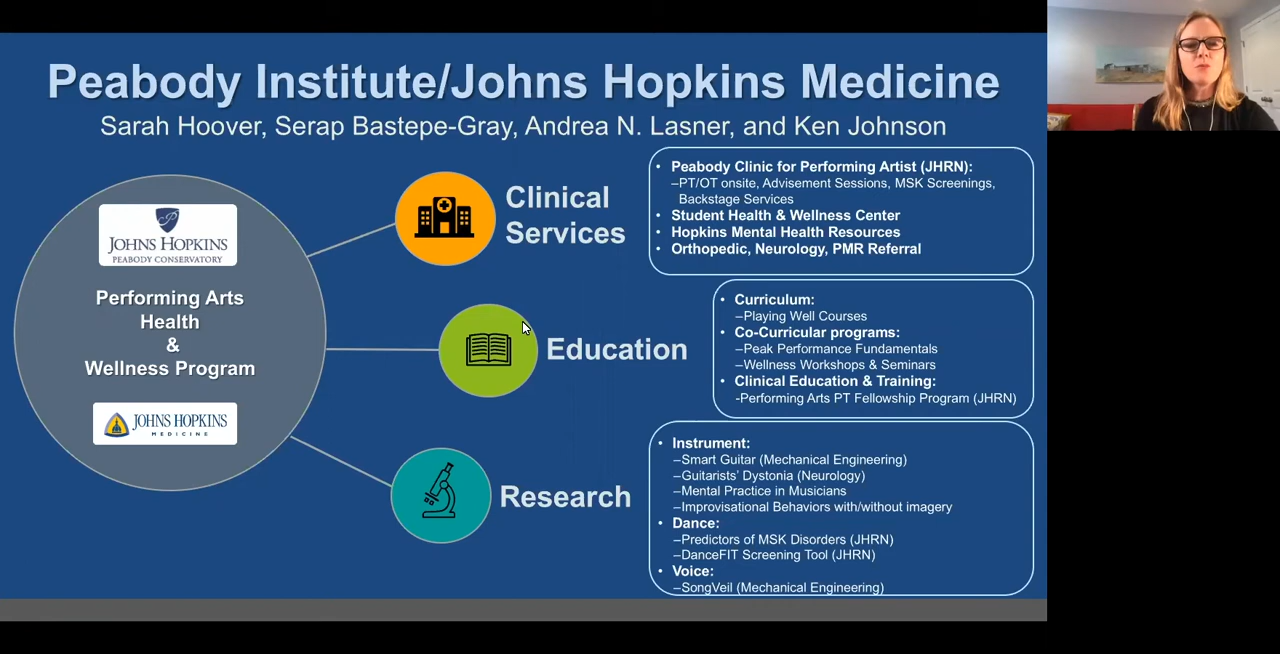 Peabody Institute/Johns Hopkins Medicine
Sarah Hoover, Serap Bastepe-Gray, Andrea N. Lasner, and Ken Johnson
JOHNS HOPKINS
PEABODY CONSERVATORY
Performing Arts
Health
&
Wellness Program
JOHNS HOPKINS
MEDICINE
Clinical
Services
• Peabody Clinic for Performing Artist (JHRN):
–PT/OT onsite, Advisement Sessions, MSK Screenings,
Backstage Services
• Student Health & Wellness Center
• Hopkins Mental Health Resources
• Orthopedic, Neurology, PMR Referral
Education
• Curriculum:
–Playing Well Courses
• Co-Curricular programs:
–Peak Performance Fundamentals
–Wellness Workshops & Seminars
• Clinical Education & Training:
-Performing Arts PT Fellowship Program (JHRN)
Research
• Instrument:
–Smart Guitar (Mechanical Engineering)
–Guitarists’ Dystonia (Neurology)
–Mental Practice in Musicians
–Improvisational Behaviors with/without imagery
• Dance:
–Predictors of MSK Disorders (JHRN)
–DanceFIT Screening Tool (JHRN)
• Voice:
–SongVeil (Mechanical Engineering)